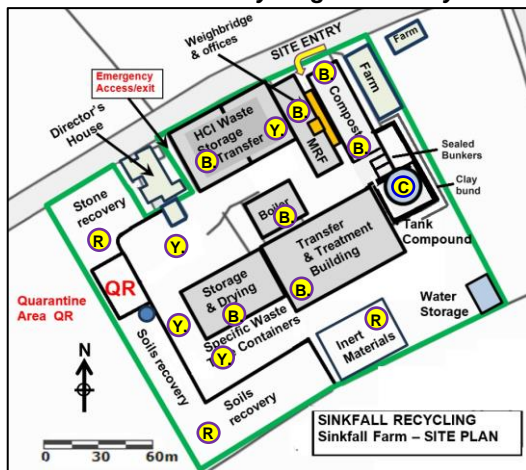 Weighbridge
& offices
SITE ENTRY
Farm
Emergency
Access/exit
Director's
House
HCI Waste
Storage
Transfer
B
Y.
B.
MRF
B
Compost
B
Farm
Sealed
Bunkers
Clay
bund
C
Tank
Compound
Stone
recovery
R
Y.
Boiler
B.
Transfer
& Treatment
Building
B.
QR
Quarantine
Area QR
Storage
& Drying
B
Y.
Specific Waste
Containers
Y.
Soils recovery
Water
Storage
R
Inert
Materials
Soils
recovery
R
N
0 30 60m
SINKFALL RECYCLING
Sinkfall Farm – SITE PLAN